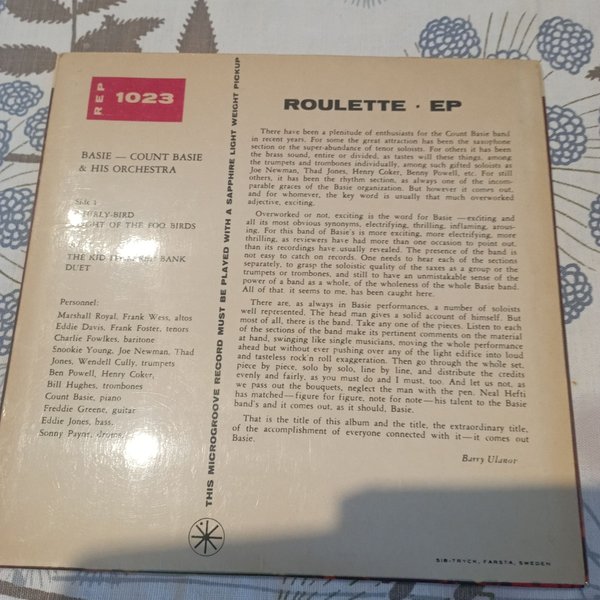 REP 1023
BASIE — COUNT BASIE
& HIS ORCHESTRA
Side 1
OF THE FOO BIRDS
THE KID FROM RED BANK
DUET
Personnel:
Marshall Royal, Frank Wess, altos
Eddie Davis, Frank Foster, tenors
Charlie Fowlkes, baritone
Snookie Young, Joe Newman, Thad
Jones, Wendell Cully, trumpets
Ben Powell, Henry Coker,
Bill Hughes, trombones
Count Basie, piano
Freddie Greene, guitar
Eddie Jones, bass
Sonny Payne, drums
THIS MICROGROOVE RECORD MUST BE PLAYED WITH A SAPPHIRE LIGHT WEIGHT PICKUP
ROULETTE · EP
There have been a plenitude of enthusiasts for the Count Basie band
in recent years. For some the great attraction has been the saxophone
section or the super-abundance of tenor soloists. For others it has been
the brass sound, entire or divided, as tastes will these things, among
the trumpets and trombones individually, among such gifted soloists as
Joe Newman, Thad Jones, Henry Coker, Benny Powell, etc. For still
others, it has been the rhythm section, as always one of the incom-
parable graces of the Basie organization. But however it comes out,
and for whomever, the key word has been that much overworked
adjective, exciting.
Overworked or not, exciting is the word for Basie — exciting and
all its most obvious synonyms, electrifying, thrilling, inflaming, arous-
ing. For this band of Basie's is more exciting, more electrifying, more
thrilling, as reviewers have had more than one occasion to point out,
than its recordings have usually revealed. The presence of the band is
not easy to catch on records. One needs to hear each of the sections
separately, to grasp the soloistic quality of the saxes as a group or the
trumpets or trombones, and still to have an unmistakable sense of the
power of a band as a whole, of the wholeness of the whole Basie band.
All of that it seems to me, has been caught here.
There are, as always in Basie performances, a number of soloists
well represented. The head man gives a solid account of himself. But
most of all, there is the band. Take any one of the pieces. Listen to each
of the sections of the band make its pertinent comments on the material
at hand, swinging like single musicians, moving the whole performance
ahead but without ever pushing over any of the light edifice into loud
and tasteless rock'n roll exaggeration. Then go through the whole set,
piece by piece, solo by solo, line by line, and distribute the credits
evenly and fairly, as you must do and I must, too. And let us not, as
we pass out the bouquets, neglect the man with the pen. Neal Hefti
has matched — figure for figure, note for note — his talent to the Basie
band's and it comes out, as it should, Basie.
That is the title of this album and the title, the extraordinary title,
of the accomplishment of everyone connected with it — it comes out
Basie.
Barry Ulanov
SIB-TRYCK, FARSTA, SWEDEN